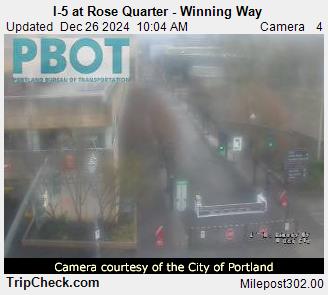 I-5 at Rose Quarter - Winning Way
Updated Dec 26 2024 10:04 AM Camera 4
PBOT
PORTLAND BUREAU OF TRANSPORTATION
Camera courtesy of the City of Portland
TripCheck.com Milepost302.00